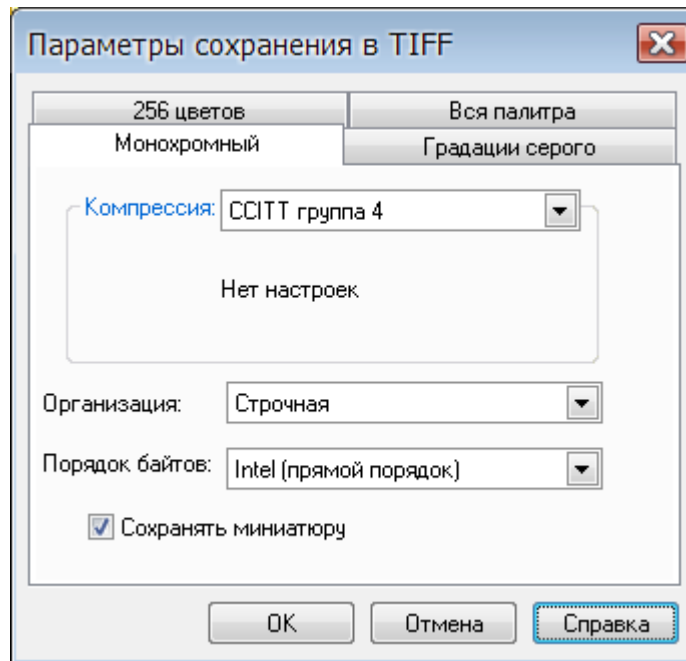 Параметры сохранения в TIFF
256 цветов
Вся палитра
Монохромный
Градации серого
Компрессия: CCITT группа 4
Нет настроек
Организация: Строчная
Порядок байтов: Intel (прямой порядок)
Сохранять миниатюру
OK
Отмена
Справка